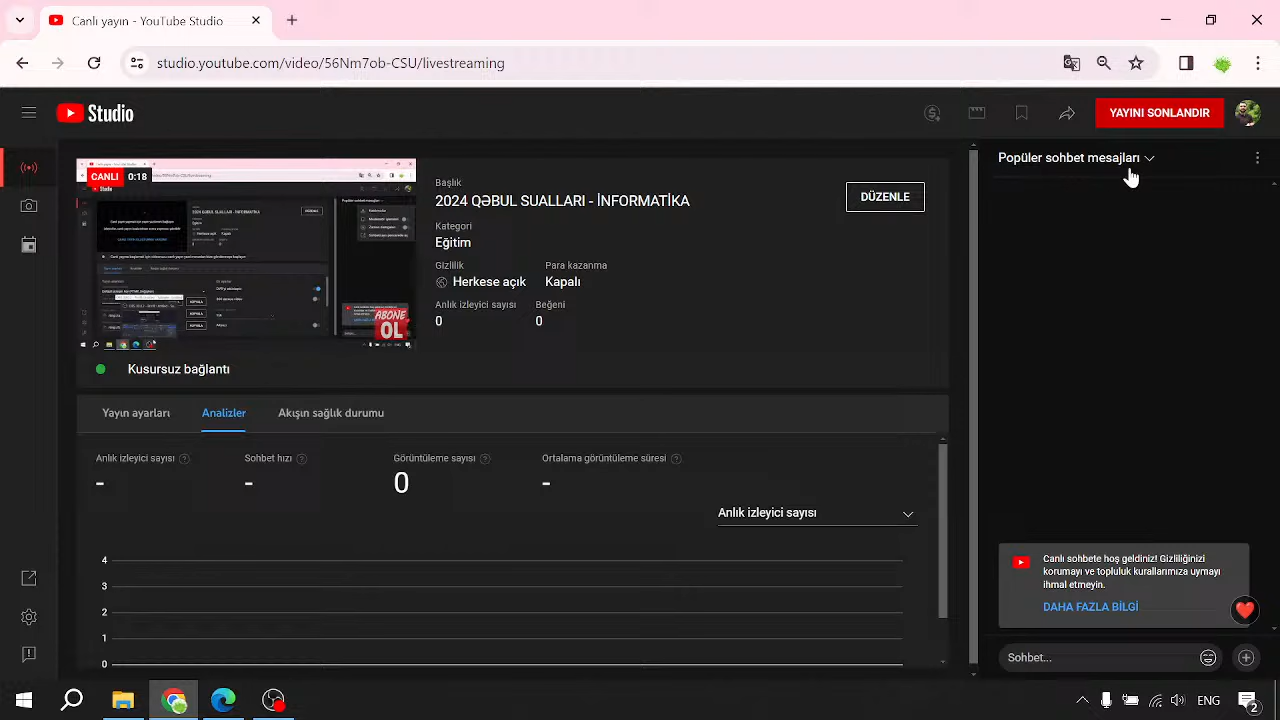 Canlı yayın - YouTube Studio
studio.youtube.com/video/56Nm7ob-CSU/livestreaming
Studio
YAYINI SONLANDIR
CANLI 0:18
ABONE
OL
Başlık
2024 QƏBUL SUALLARI - İNFORMATİKA
DÜZENLE
Kategori
Eğitim
Gizlilik Para kazanma
Herkese açık Kapalı
Anlık izleyici sayısı
0 0
Kusursuz bağlantı
Yayın ayarları Analizler Akışın sağlık durumu
Anlık izleyici sayısı Sohbet hızı Görüntüleme sayısı Ortalama görüntüleme süresi
- - 0 -
Anlık izleyici sayısı
4
3
2
1
0
Popüler sohbet mesajları
Canlı sohbete hoş geldiniz! Gizliliğinizi
korumayı ve topluluk kurallarımıza uymayı
ihmal etmeyin.
DAHA FAZLA BİLGİ
Sohbet...
ENG
2